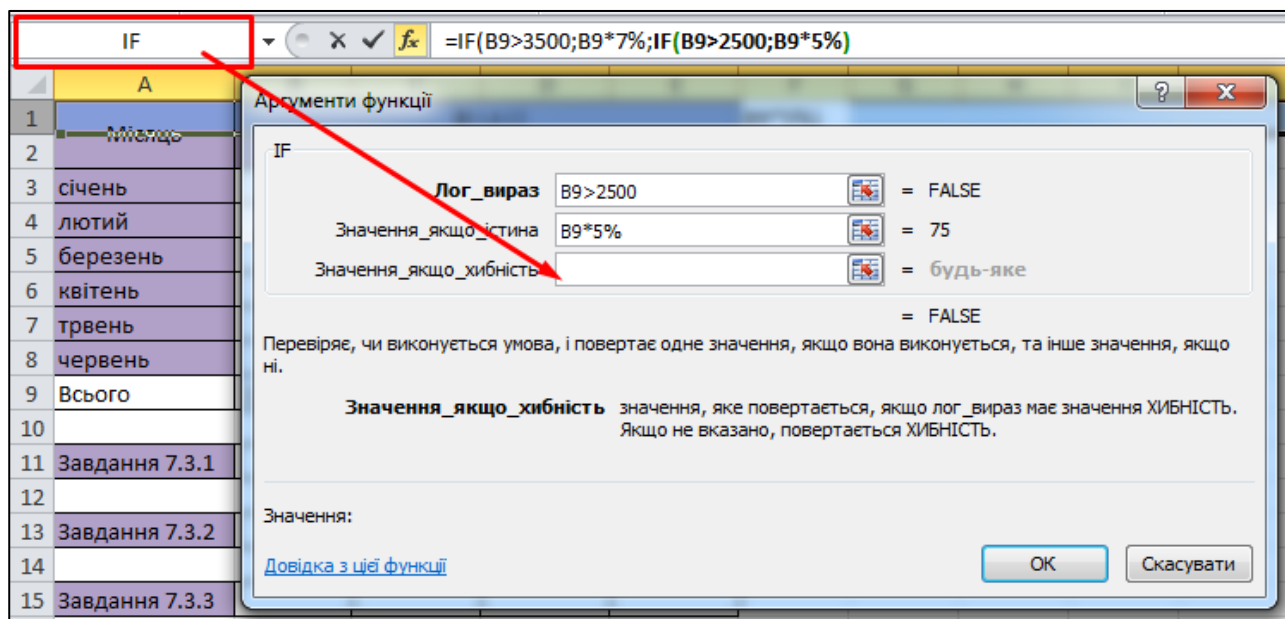 IF =IF(B9>3500;B9*7%;IF(B9>2500;B9*5%)
A
Аргументи функції
1 Місяць
2
IF
Лог_вираз B9>2500 = FALSE
3 січень
4 лютий
Значення_якщо_істина B9*5% = 75
5 березень
Значення_якщо_хибність = будь-яке
6 квітень
= FALSE
7 трвень
8 червень
Перевіряє, чи виконується умова, і повертає одне значення, якщо вона виконується, та інше значення, якщо
ні.
9 Всього
Значення_якщо_хибність значення, яке повертається, якщо лог_вираз має значення ХИБНІСТЬ.
Якщо не вказано, повертається ХИБНІСТЬ.
10
11 Завдання 7.3.1
12
Значення:
13 Завдання 7.3.2
14
Довідка з цієї функції OK Скасувати
15 Завдання 7.3.3